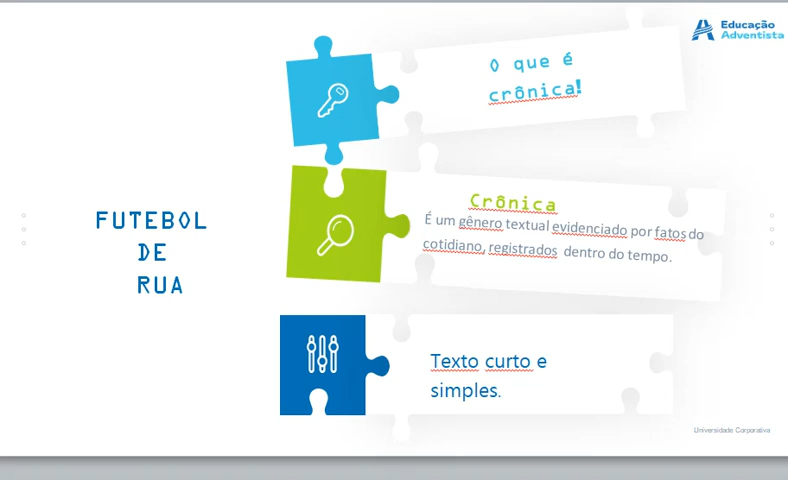 Educação
Adventista
O que é
crônica!
FUTEBOL
DE
RUA
Crônica
É um gênero textual evidenciado por fatos do
cotidiano, registrados dentro do tempo.
Texto curto e
simples.
Universidade Corporativa